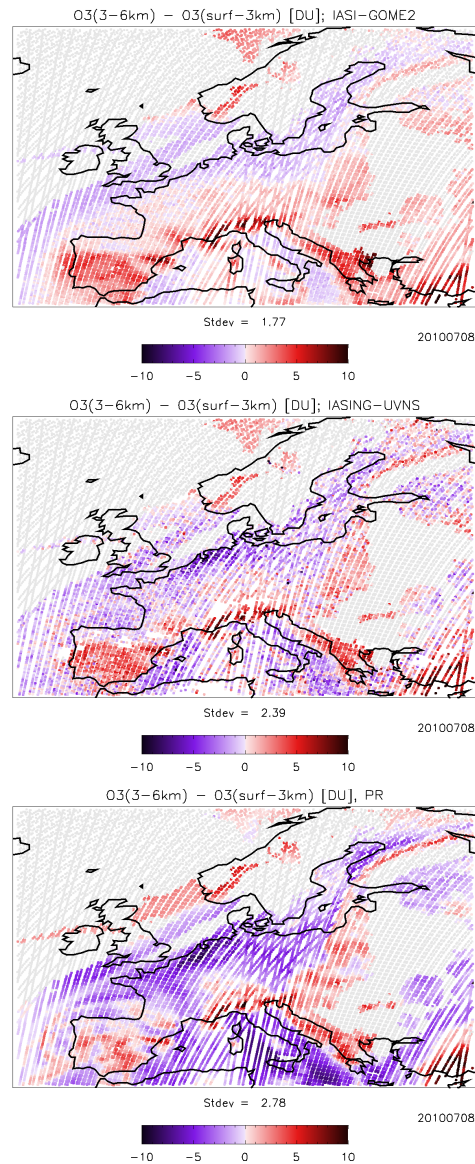 O3(3-6km) - O3(surf-3km) [DU]; IASI-GOME2
Stdev = 1.77
20100708
-10 -5 0 5 10
O3(3-6km) - O3(surf-3km) [DU]; IASING-UVNS
Stdev = 2.39
20100708
-10 -5 0 5 10
O3(3-6km) - O3(surf-3km) [DU], PR
Stdev = 2.78
20100708
-10 -5 0 5 10